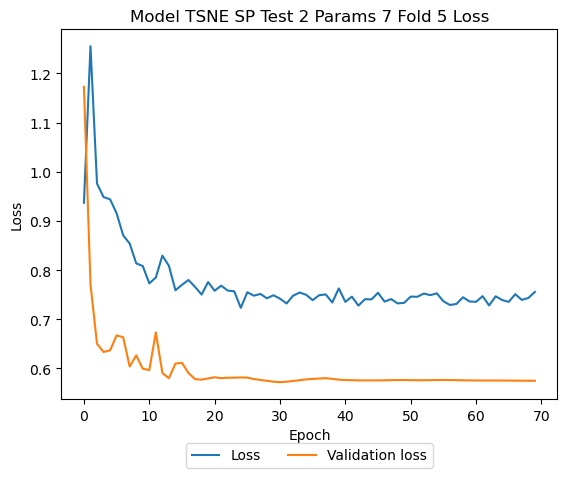 Model TSNE SP Test 2 Params 7 Fold 5 Loss
Loss
1.2
1.1
1.0
0.9
0.8
0.7
0.6
0 10 20 30 40 50 60 70
Epoch
Loss Validation loss